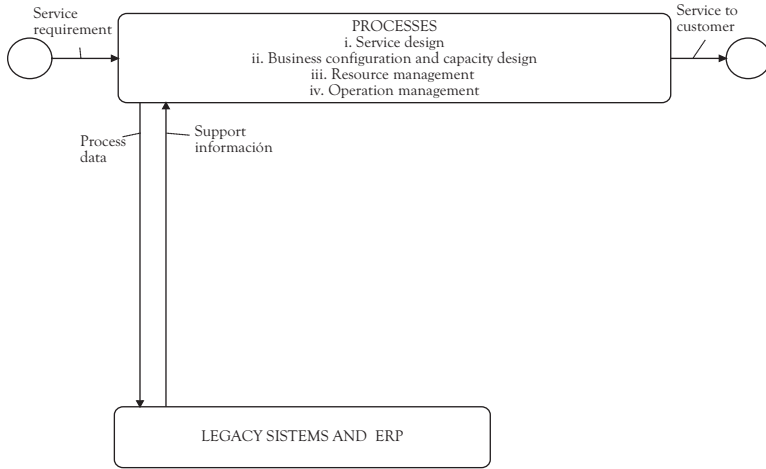 Service
requirement
PROCESSES
i. Service design
ii. Business configuration and capacity design
iii. Resource management
iv. Operation management
Service to
customer
Process
data
Support
información
LEGACY SISTEMS AND ERP